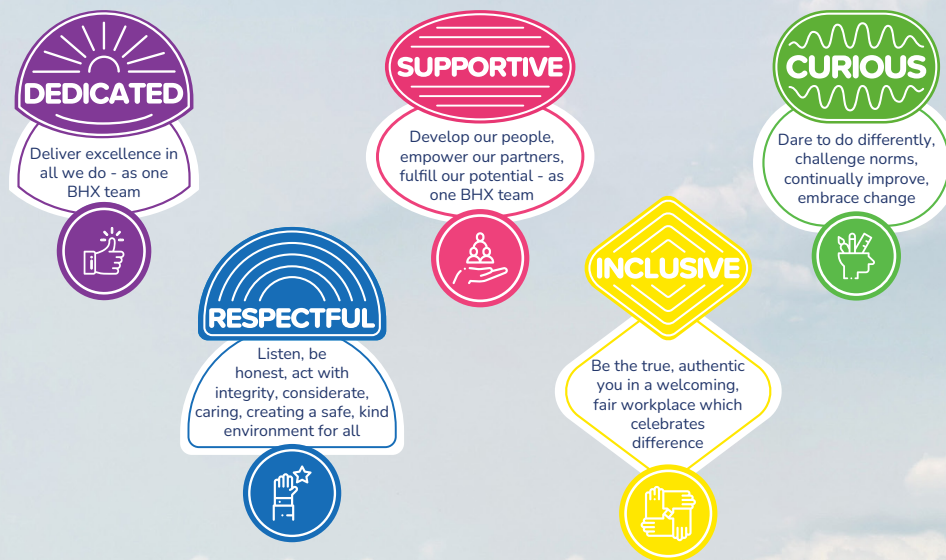 DEDICATED
Deliver excellence in
all we do - as one
BHX team
RESPECTFUL
Listen, be
honest, act with
integrity, considerate,
caring, creating a safe, kind
environment for all
SUPPORTIVE
Develop our people,
empower our partners,
fulfill our potential - as
one BHX team
INCLUSIVE
Be the true, authentic
you in a welcoming,
fair workplace which
celebrates
difference
CURIOUS
Dare to do differently,
challenge norms,
continually improve,
embrace change